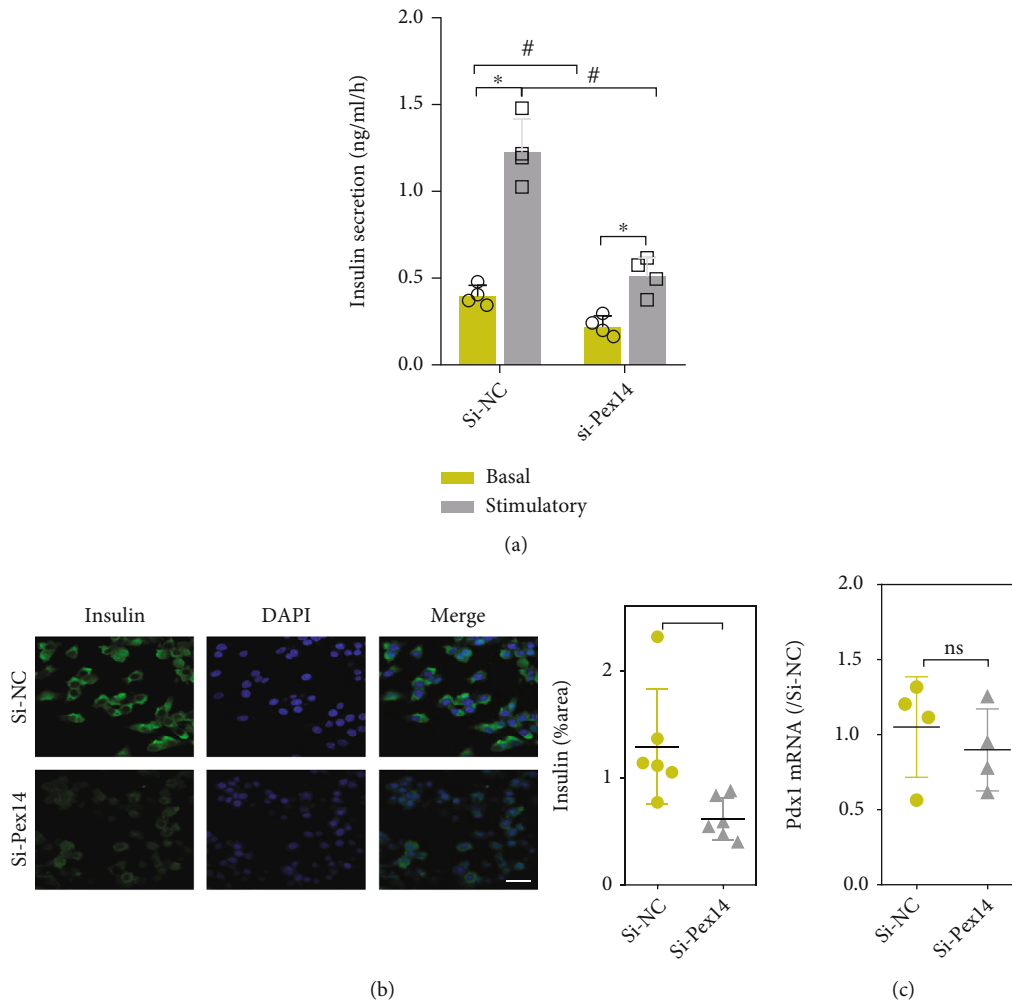 2.0
#
#
*
1.5
1.0
*
0.5
0.0
Insulin secretion (ng/ml/h)
Si-NC
si-Pex14
Basal
Stimulatory
(a)
Insulin
DAPI
Merge
Si-NC
Si-Pex14
2
1
0
Insulin (%area)
Si-NC
Si-Pex14
(b)
2.0
1.5
1.0
0.5
0.0
Pdx1 mRNA (/Si-NC)
ns
Si-NC
Si-Pex14
(c)